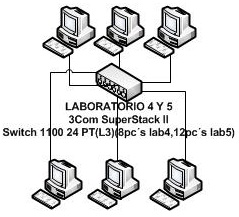 LABORATORIO 4 Y 5
3Com SuperStack II
Switch 1100 24 PT(L3)(8pc´s lab4,12pc´s lab5)